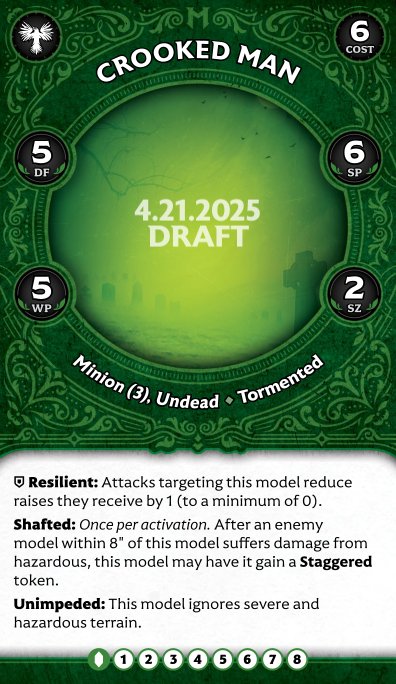 CROOKED MAN
6
COST
5
DF
6
SP
4.21.2025
DRAFT
5
WP
2
SZ
Minion (3), Undead ♦ Tormented
Resilient: Attacks targeting this model reduce
raises they receive by 1 (to a minimum of 0).
Shafted: Once per activation. After an enemy
model within 8" of this model suffers damage from
hazardous, this model may have it gain a Staggered
token.
Unimpeded: This model ignores severe and
hazardous terrain.
1 2 3 4 5 6 7 8